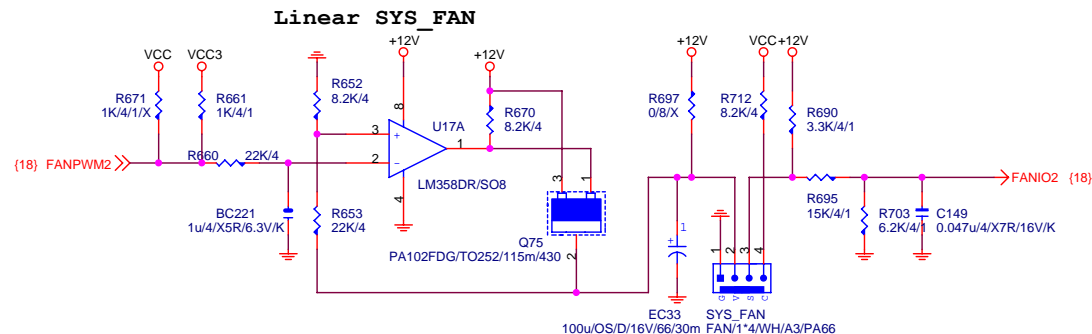 Linear SYS_FAN
VCC
VCC3
+12V
+12V
+12V
VCC
+12V
R671
1K/4/1/X
R661
1K/4/1
R652
8.2K/4
8
U17A
R670
8.2K/4
R697
0/8/X
R712
8.2K/4
R690
3.3K/4/1
3
+
2
-
1
4
LM358DR/SO8
{18} FANPWM2
R660
22K/4
BC221
1u/4/X5R/6.3V/K
R653
22K/4
3
1
2
Q75
PA102FDG/TO252/115m/430
+
1
EC33
100u/OS/D/16V/66/30m
1
2
3
4
G
V
S
C
SYS_FAN
FAN/1*4/WH/A3/PA66
R695
15K/4/1
R703
6.2K/4/1
C149
0.047u/4/X7R/16V/K
FANIO2 {18}